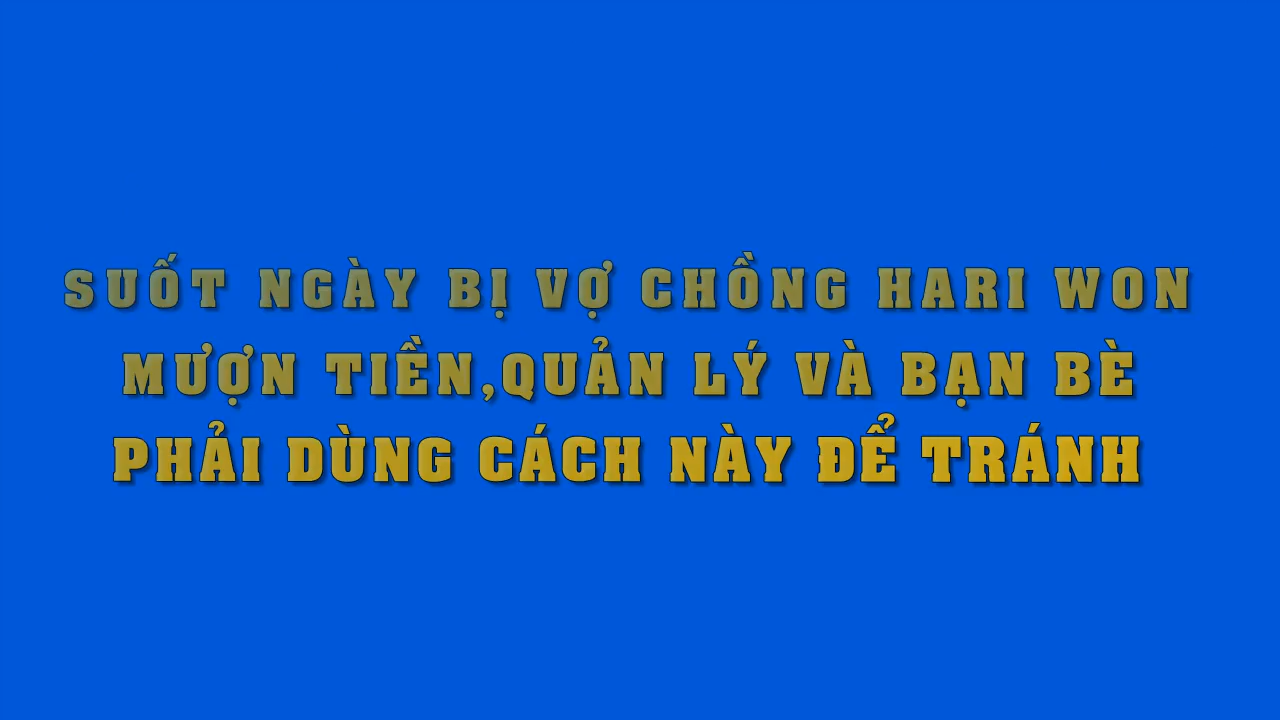 SUỐT NGÀY BỊ VỢ CHỒNG HARI WON
MƯỢN TIỀN,QUẢN LÝ VÀ BẠN BÈ
PHẢI DÙNG CÁCH NÀY ĐỂ TRÁNH